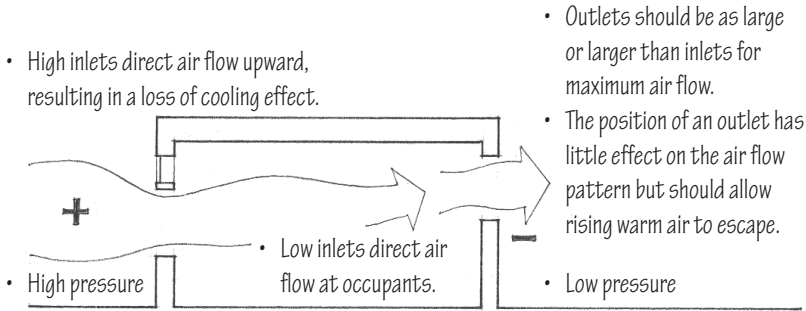 • High inlets direct air flow upward,
resulting in a loss of cooling effect.
• Outlets should be as large
or larger than inlets for
maximum air flow.
• The position of an outlet has
little effect on the air flow
pattern but should allow
rising warm air to escape.
+
–
• Low inlets direct air
flow at occupants.
• High pressure
• Low pressure